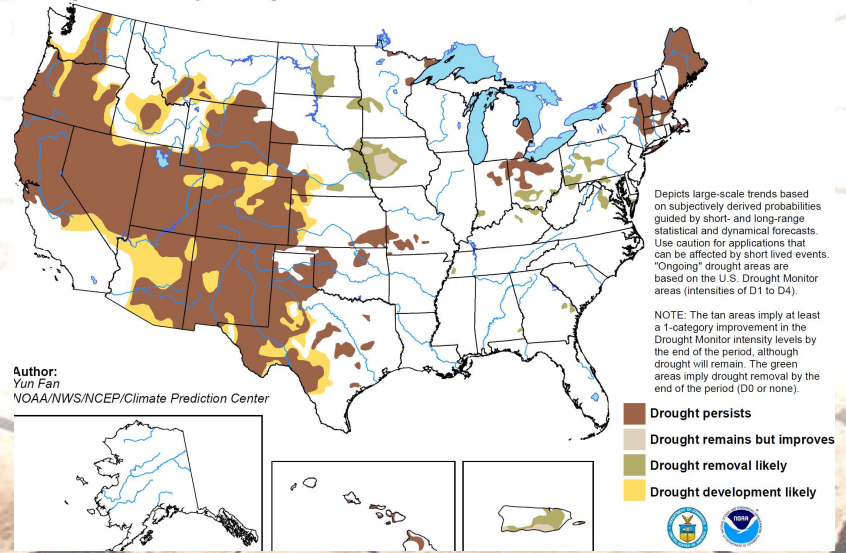 Depicts large-scale trends based
on subjectively derived probabilities
guided by short- and long-range
statistical and dynamical forecasts.
Use caution for applications that
can be affected by short lived events.
"Ongoing" drought areas are
based on the U.S. Drought Monitor
areas (intensities of D1 to D4).
NOTE: The tan areas imply at least
a 1-category improvement in the
Drought Monitor intensity levels by
the end of the period, although
drought will remain. The green
areas imply drought removal by the
end of the period (D0 or none).
Author:
Yun Fan
NOAA/NWS/NCEP/Climate Prediction Center
Drought persists
Drought remains but improves
Drought removal likely
Drought development likely
NOAA